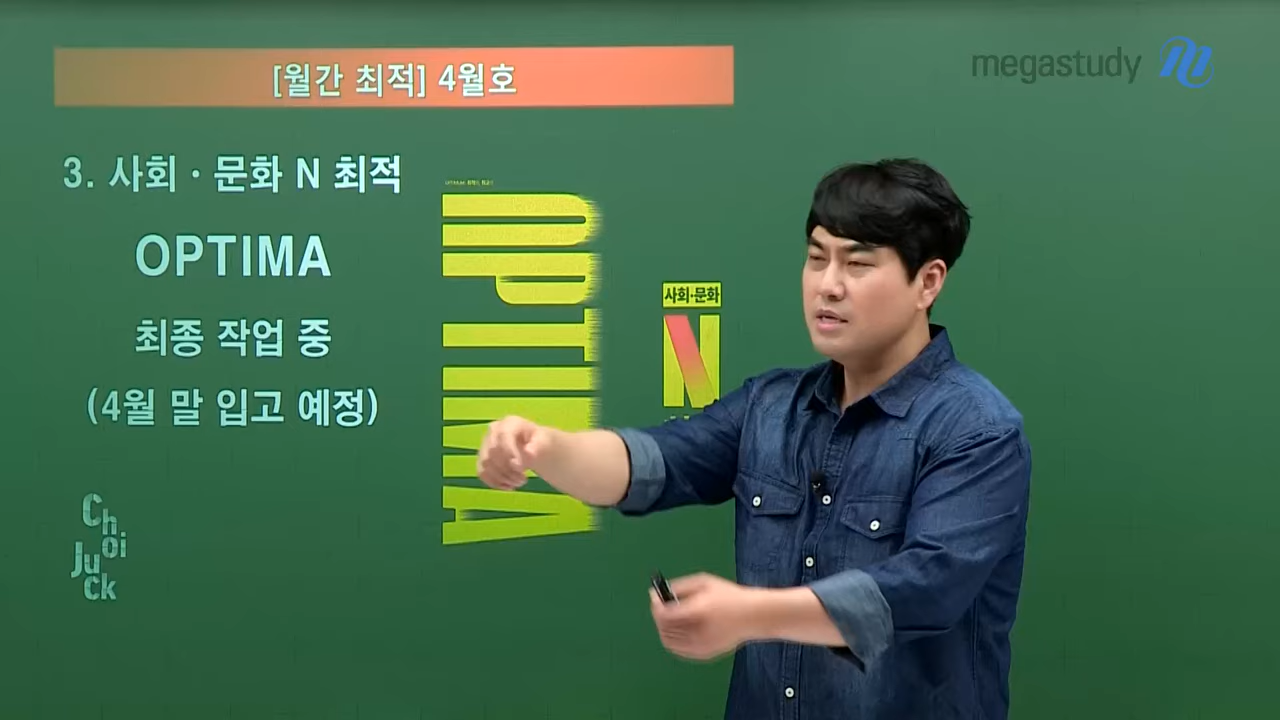 [월간 최적] 4월호
megastudy
3. 사회·문화 N 최적
OPTIMA
최종 작업 중
(4월 말 입고 예정)
OPTIMA
사회·문화
N
Choi
Juck